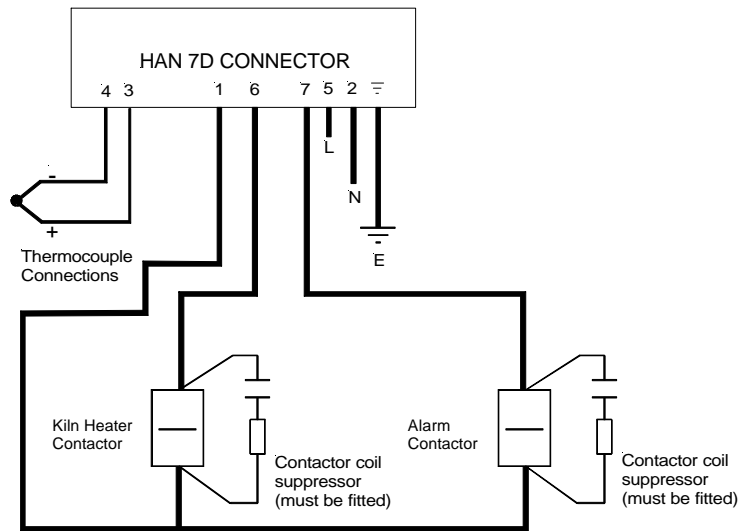 HAN 7D CONNECTOR
4 3 1 6 7 5 2
L
N
-
+
E
Thermocouple
Connections
Kiln Heater
Contactor
Contactor coil
suppressor
(must be fitted)
Alarm
Contactor
Contactor coil
suppressor
(must be fitted)